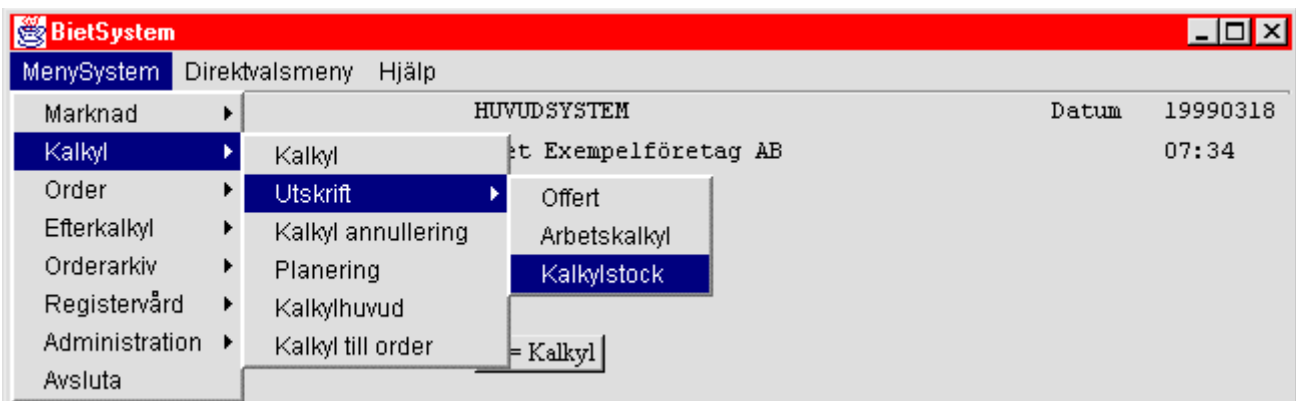 BietSystem
MenySystem Direktvalsmeny Hjälp
HUVUDSYSTEM Datum 19990318
et Exempelföretag AB 07:34
Marknad
Kalkyl
Order
Efterkalkyl
Orderarkiv
Registervård
Administration
Avsluta
Kalkyl
Utskrift
Kalkyl annullering
Planering
Kalkylhuvud
Kalkyl till order
Offert
Arbetskalkyl
Kalkylstock
= Kalkyl